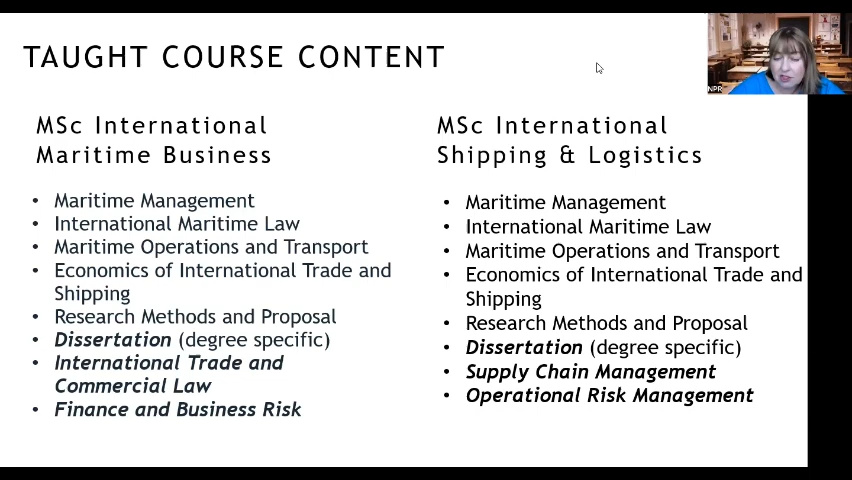 TAUGHT COURSE CONTENT
NPR
MSc International
Maritime Business
• Maritime Management
• International Maritime Law
• Maritime Operations and Transport
• Economics of International Trade and
Shipping
• Research Methods and Proposal
• Dissertation (degree specific)
• International Trade and
Commercial Law
• Finance and Business Risk
MSc International
Shipping & Logistics
• Maritime Management
• International Maritime Law
• Maritime Operations and Transport
• Economics of International Trade and
Shipping
• Research Methods and Proposal
• Dissertation (degree specific)
• Supply Chain Management
• Operational Risk Management